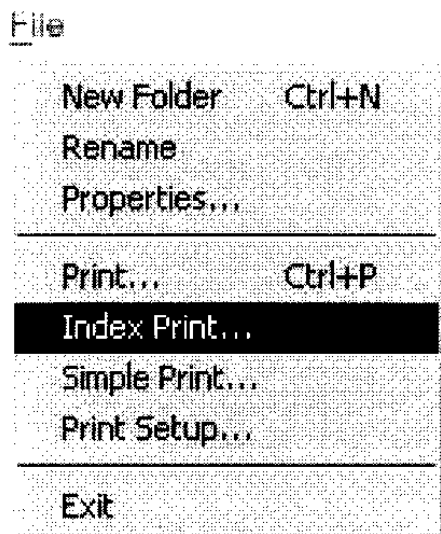 File
New Folder Ctrl+N
Rename
Properties...
Print... Ctrl+P
Index Print...
Simple Print...
Print Setup...
Exit